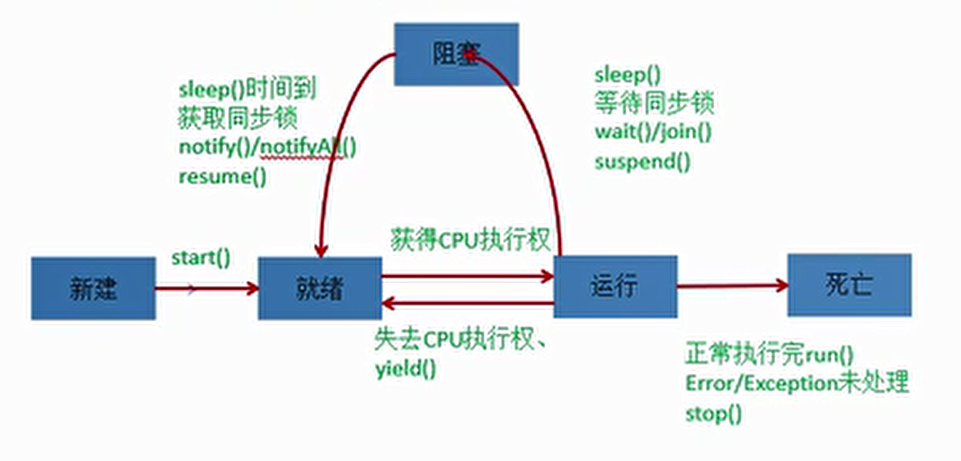 阻塞
sleep()时间到
获取同步锁
notify()/notifyAll()
resume()
sleep()
等待同步锁
wait()/join()
suspend()
新建
start()
就绪
获得CPU执行权
失去CPU执行权、
yield()
运行
死亡
正常执行完run()
Error/Exception未处理
stop()